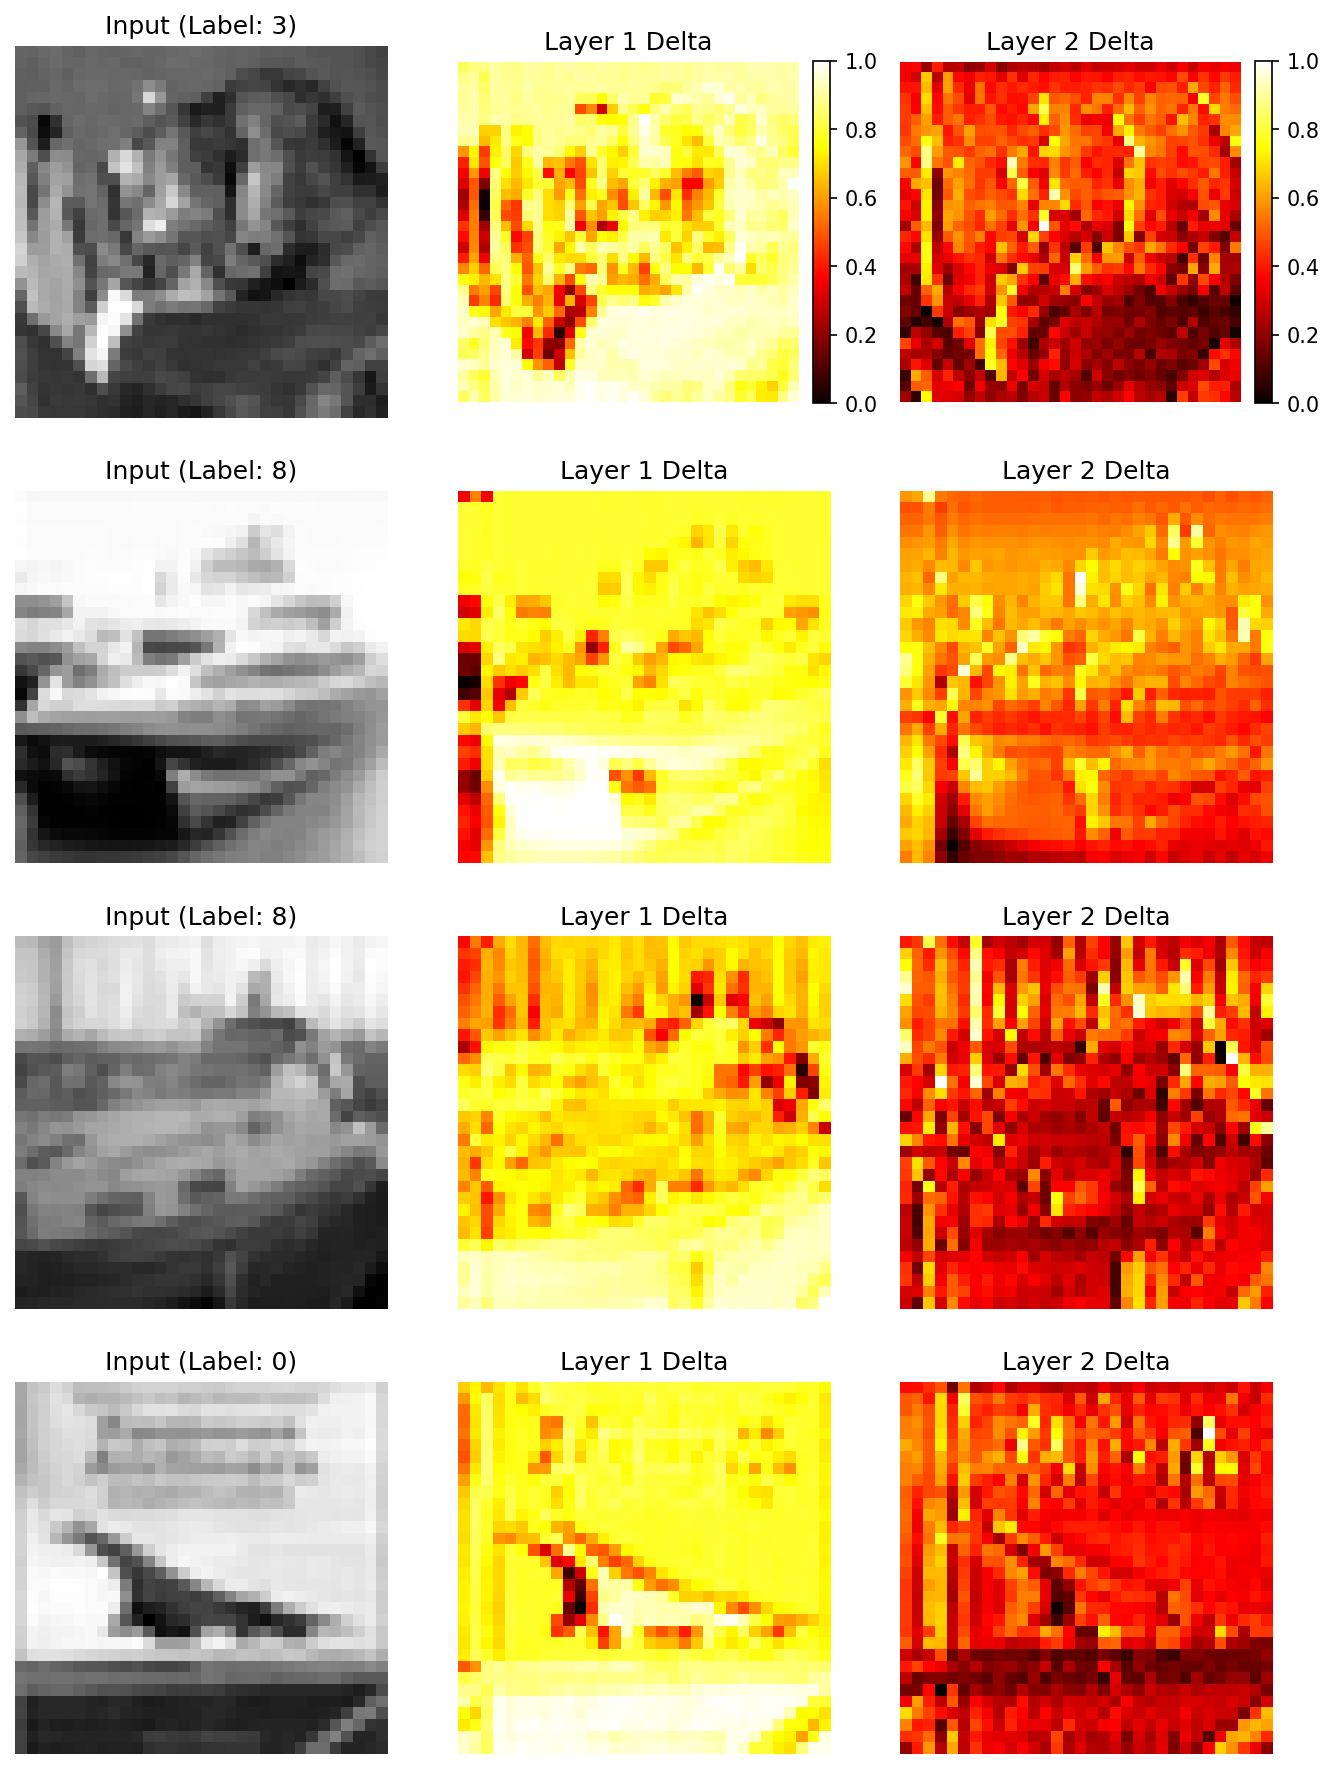 Input (Label: 3)
Layer 1 Delta
Layer 2 Delta
1.0
0.8
0.6
0.4
0.2
0.0
1.0
0.8
0.6
0.4
0.2
0.0
Input (Label: 8)
Layer 1 Delta
Layer 2 Delta
Input (Label: 8)
Layer 1 Delta
Layer 2 Delta
Input (Label: 0)
Layer 1 Delta
Layer 2 Delta